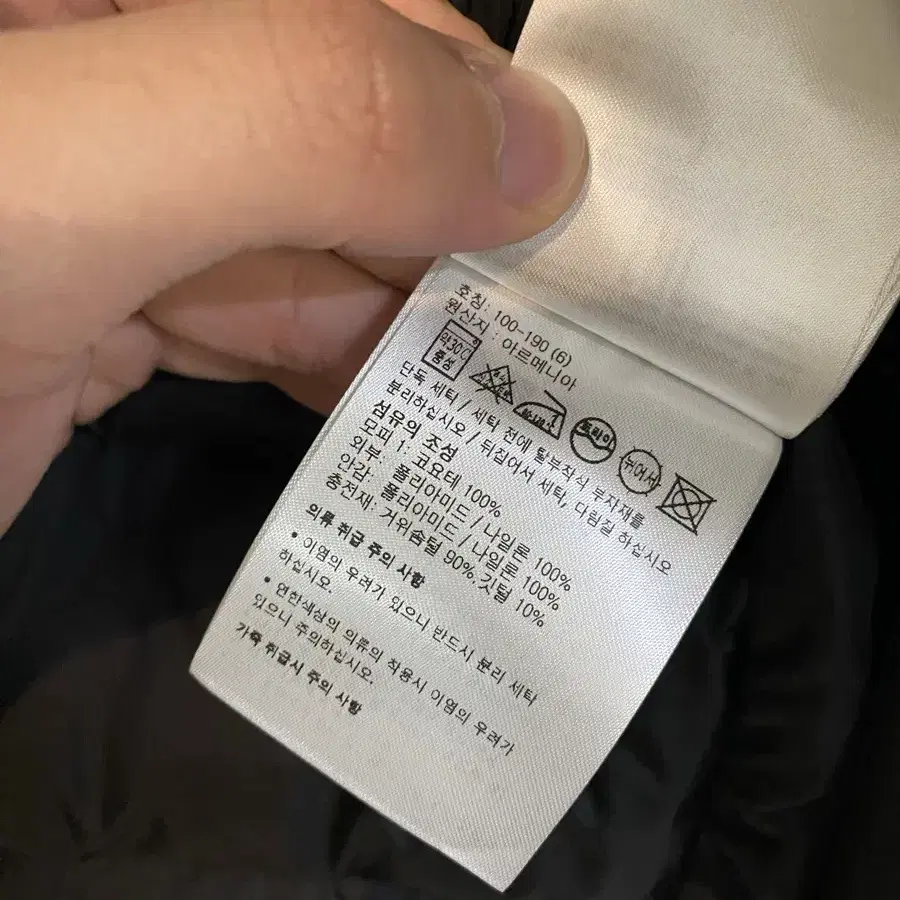 호칭: 100-190 (6)
원산지 : 아르메니아
약30℃ 중성
드라이
단독 세탁 / 세탁 전에 탈부착식 부자재를
분리하십시오 / 뒤집어서 세탁, 다림질 하십시오
섬유의 조성
모피 1: 코요테 100%
외부: 폴리아미드 / 나일론 100%
안감: 폴리아미드 / 나일론 100%
충전재: 거위솜털 90%, 깃털 10%
의류 취급 주의 사항
• 이염의 우려가 있으니 반드시 분리 세탁
하십시오.
• 연한색상의 의류의 착용시 이염의 우려가
있으니 주의하십시오.
가죽 취급시 주의 사항